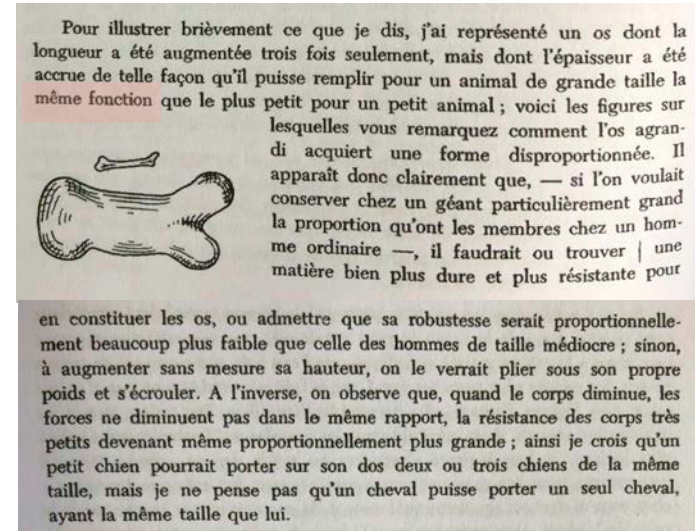 Pour illustrer brièvement ce que je dis, j'ai représenté un os dont la
longueur a été augmentée trois fois seulement, mais dont l'épaisseur a été
accrue de telle façon qu'il puisse remplir pour un animal de grande taille la
même fonction que le plus petit pour un petit animal ; voici les figures sur
lesquelles vous remarquez comment l'os agran-
di acquiert une forme disproportionnée. Il
apparaît donc clairement que, — si l'on voulait
conserver chez un géant particulièrement grand
la proportion qu'ont les membres chez un hom-
me ordinaire —, il faudrait ou trouver | une
matière bien plus dure et plus résistante pour
en constituer les os, ou admettre que sa robustesse serait proportionnelle-
ment beaucoup plus faible que celle des hommes de taille médiocre ; sinon,
à augmenter sans mesure sa hauteur, on le verrait plier sous son propre
poids et s'écrouler. A l'inverse, on observe que, quand le corps diminue, les
forces ne diminuent pas dans le même rapport, la résistance des corps très
petits devenant même proportionnellement plus grande ; ainsi je crois qu'un
petit chien pourrait porter sur son dos deux ou trois chiens de la même
taille, mais je ne pense pas qu'un cheval puisse porter un seul cheval,
ayant la même taille que lui.